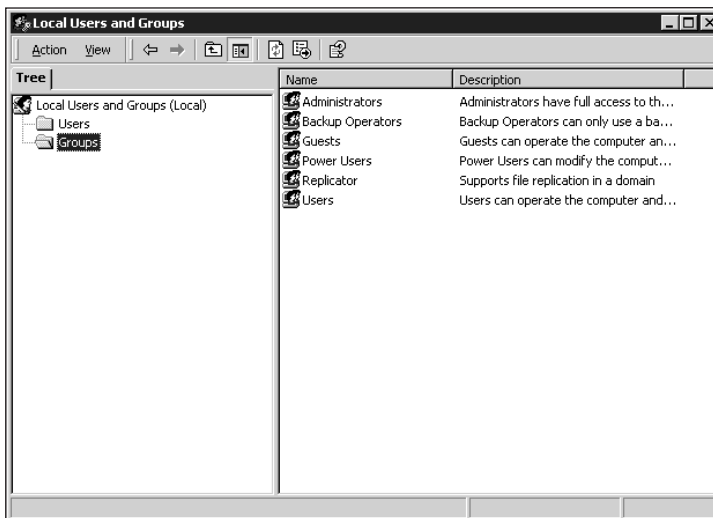 Local Users and Groups
Action View
Tree
Name Description
Local Users and Groups (Local)
Users
Groups
Administrators Administrators have full access to th...
Backup Operators Backup Operators can only use a ba...
Guests Guests can operate the computer an...
Power Users Power Users can modify the comput...
Replicator Supports file replication in a domain
Users Users can operate the computer and...